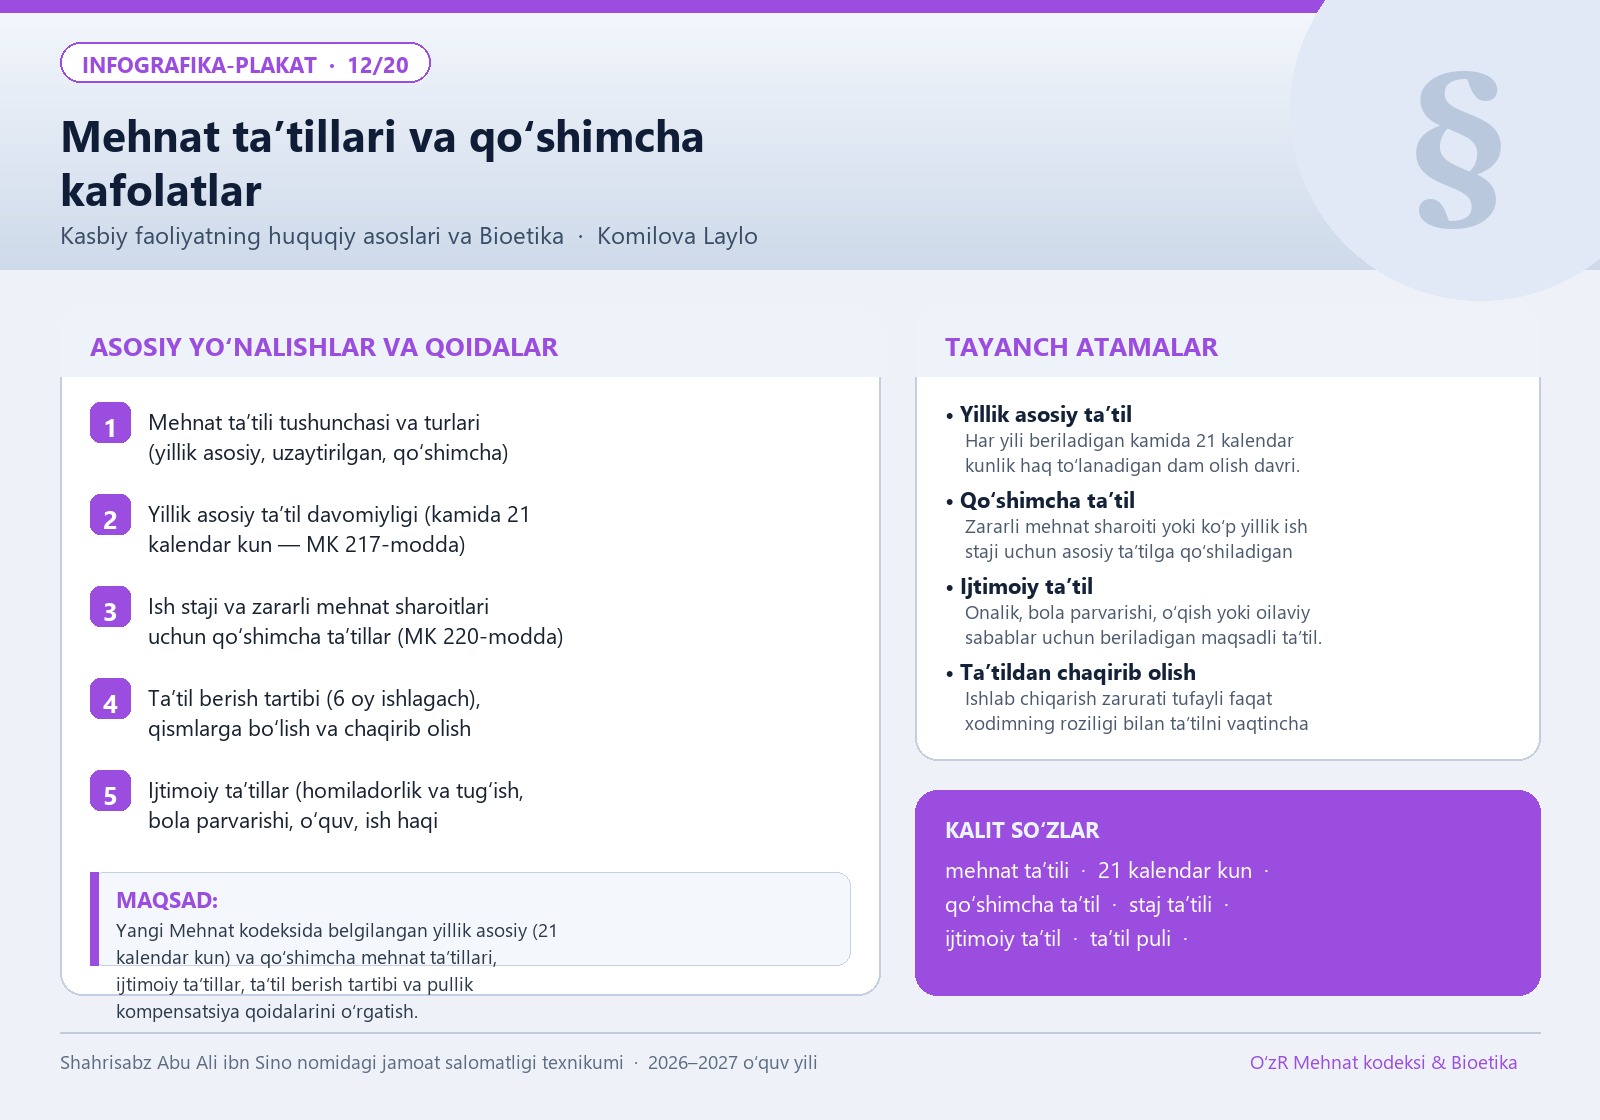 INFOGRAFIKA-PLAKAT · 12/20
Mehnat ta’tillari va qo‘shimcha
kafolatlar
Kasbiy faoliyatning huquqiy asoslari va Bioetika · Komilova Laylo
§
ASOSIY YO‘NALISHLAR VA QOIDALAR
1 Mehnat ta’tili tushunchasi va turlari
(yillik asosiy, uzaytirilgan, qo‘shimcha)
2 Yillik asosiy ta’til davomiyligi (kamida 21
kalendar kun — MK 217-modda)
3 Ish staji va zararli mehnat sharoitlari
uchun qo‘shimcha ta’tillar (MK 220-modda)
4 Ta’til berish tartibi (6 oy ishlagach),
qismlarga bo‘lish va chaqirib olish
5 Ijtimoiy ta’tillar (homiladorlik va tug‘ish,
bola parvarishi, o‘quv, ish haqi
MAQSAD:
Yangi Mehnat kodeksida belgilangan yillik asosiy (21
kalendar kun) va qo‘shimcha mehnat ta’tillari,
ijtimoiy ta’tillar, ta’til berish tartibi va pullik
kompensatsiya qoidalarini o‘rgatish.
TAYANCH ATAMALAR
• Yillik asosiy ta’til
Har yili beriladigan kamida 21 kalendar
kunlik haq to‘lanadigan dam olish davri.
• Qo‘shimcha ta’til
Zararli mehnat sharoiti yoki ko‘p yillik ish
staji uchun asosiy ta’tilga qo‘shiladigan
• Ijtimoiy ta’til
Onalik, bola parvarishi, o‘qish yoki oilaviy
sabablar uchun beriladigan maqsadli ta’til.
• Ta’tildan chaqirib olish
Ishlab chiqarish zarurati tufayli faqat
xodimning roziligi bilan ta’tilni vaqtincha
KALIT SO‘ZLAR
mehnat ta’tili · 21 kalendar kun ·
qo‘shimcha ta’til · staj ta’tili ·
ijtimoiy ta’til · ta’til puli ·
Shahrisabz Abu Ali ibn Sino nomidagi jamoat salomatligi texnikumi · 2026–2027 o‘quv yili
O‘zR Mehnat kodeksi & Bioetika